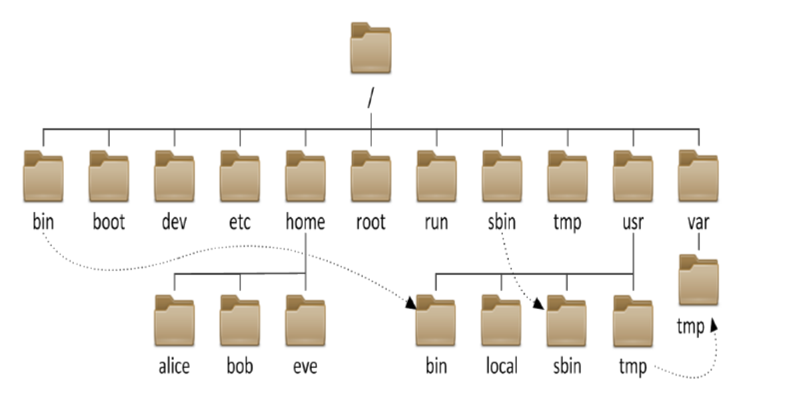 /
bin boot dev etc home root run sbin tmp usr var
tmp
alice bob eve bin local sbin tmp